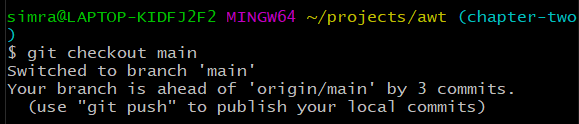 simra@LAPTOP-KIDFJ2F2 MINGW64 ~/projects/awt (chapter-two
)
$ git checkout main
Switched to branch 'main'
Your branch is ahead of 'origin/main' by 3 commits.
  (use "git push" to publish your local commits)